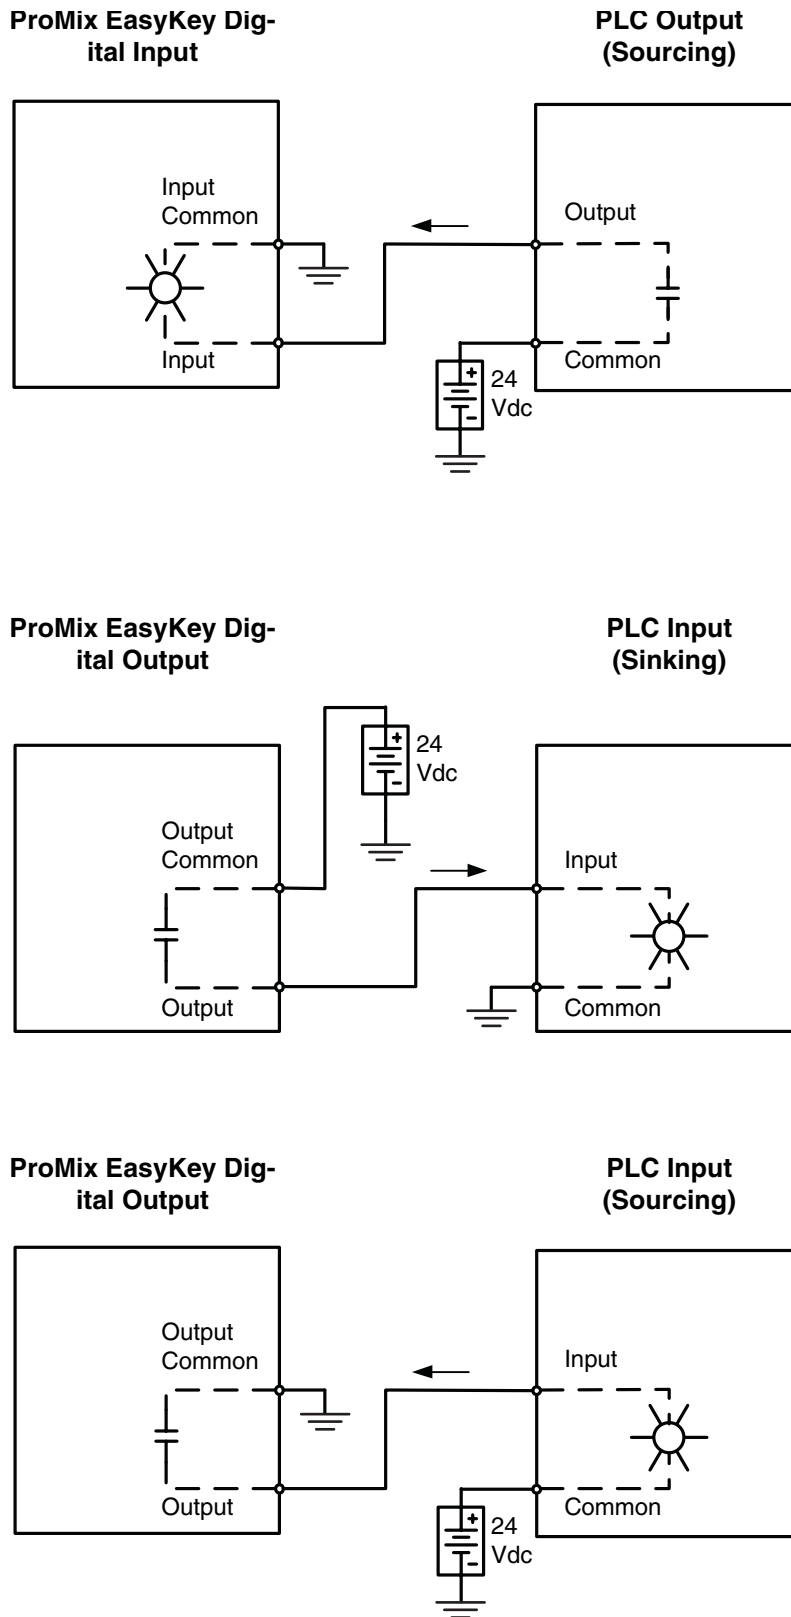 ProMix EasyKey Dig-
ital Input
PLC Output
(Sourcing)
Input
Common
Input
Output
Common
+
24
Vdc
-
ProMix EasyKey Dig-
ital Output
PLC Input
(Sinking)
+
24
Vdc
-
Output
Common
Output
Input
Common
ProMix EasyKey Dig-
ital Output
PLC Input
(Sourcing)
Output
Common
Output
Input
Common
+
24
Vdc
-